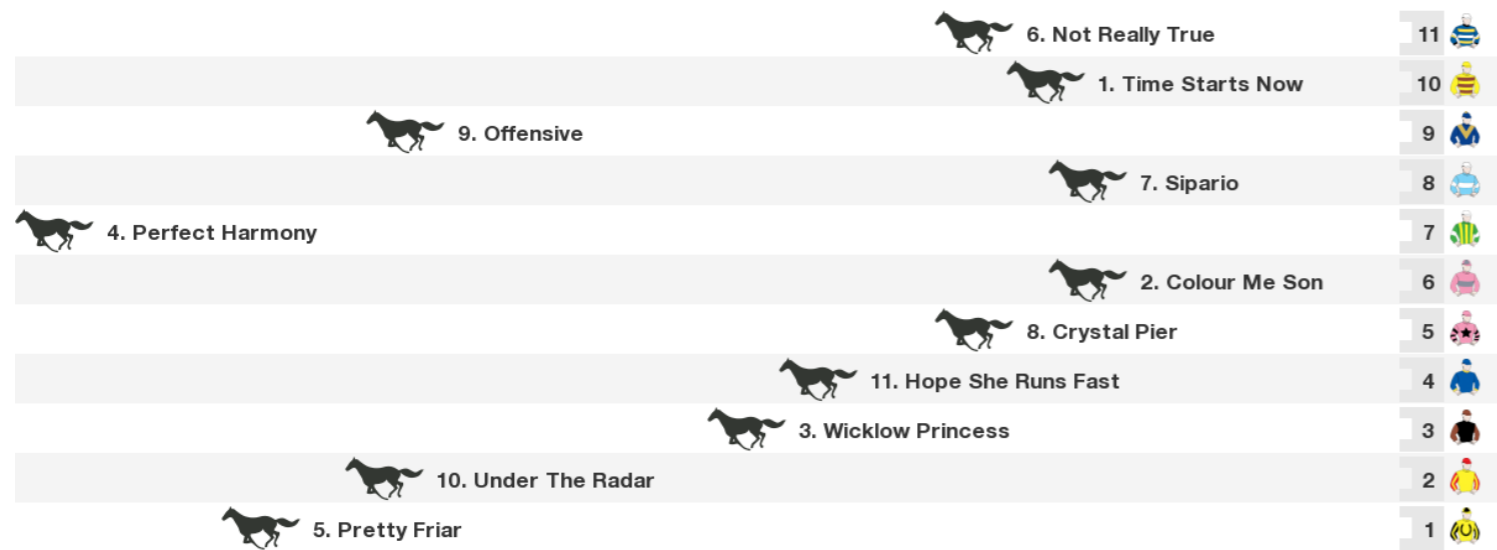 6. Not Really True 11
1. Time Starts Now 10
9. Offensive 9
7. Sipario 8
4. Perfect Harmony 7
2. Colour Me Son 6
8. Crystal Pier 5
11. Hope She Runs Fast 4
3. Wicklow Princess 3
10. Under The Radar 2
5. Pretty Friar 1